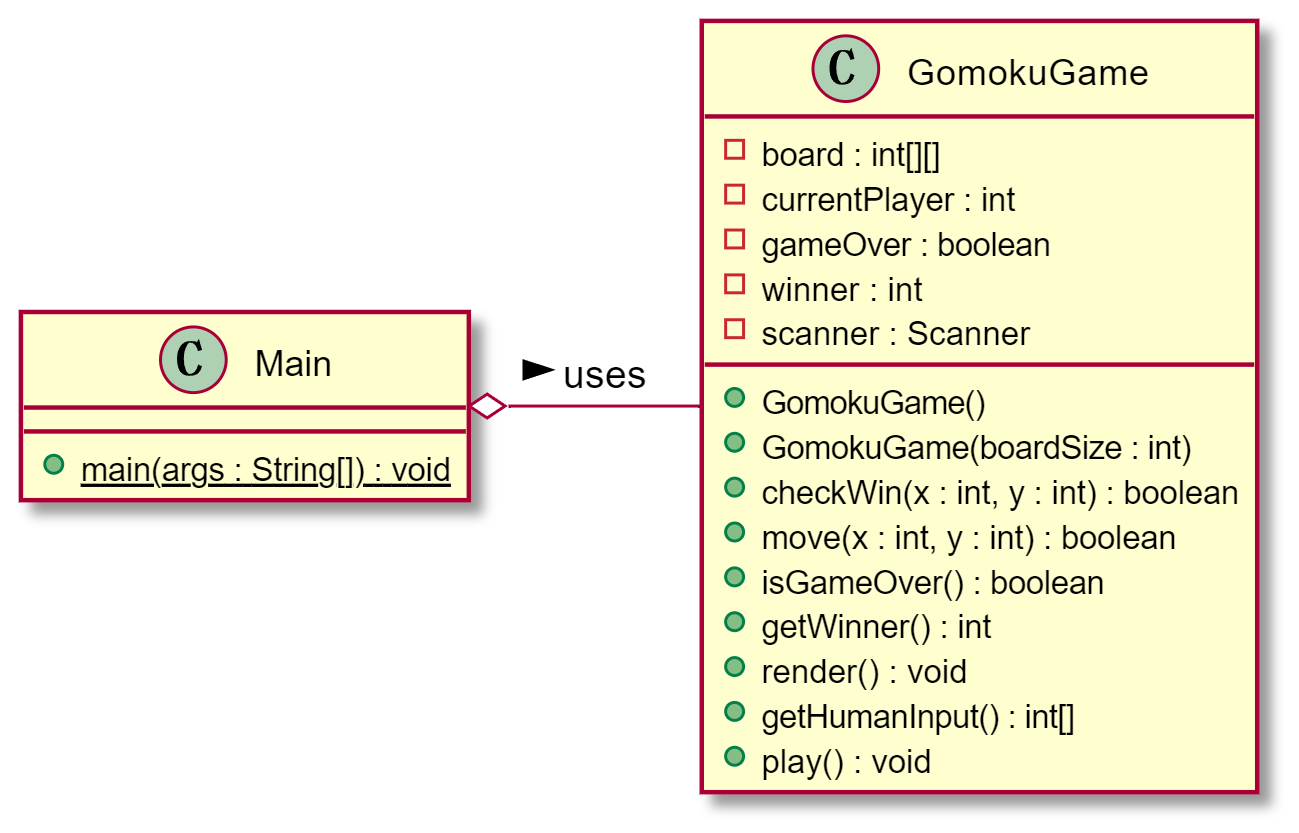 C Main
main(args : String[]) : void
uses
C GomokuGame
board : int[][]
currentPlayer : int
gameOver : boolean
winner : int
scanner : Scanner
GomokuGame()
GomokuGame(boardSize : int)
checkWin(x : int, y : int) : boolean
move(x : int, y : int) : boolean
isGameOver() : boolean
getWinner() : int
render() : void
getHumanInput() : int[]
play() : void